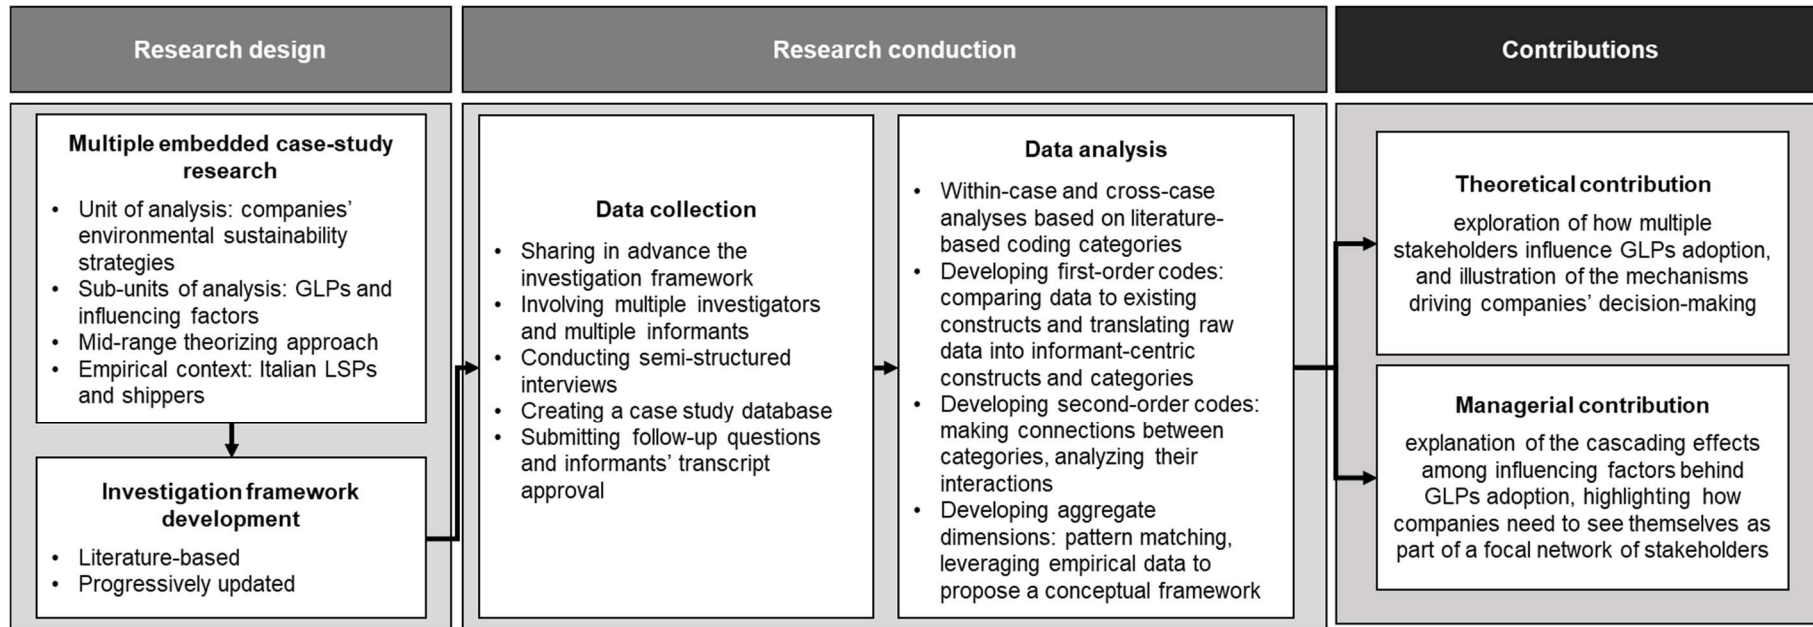 Research design
Research conduction
Contributions
Multiple embedded case-study
research
• Unit of analysis: companies’
environmental sustainability
strategies
• Sub-units of analysis: GLPs and
influencing factors
• Mid-range theorizing approach
• Empirical context: Italian LSPs
and shippers
Investigation framework
development
• Literature-based
• Progressively updated
Data collection
• Sharing in advance the
investigation framework
• Involving multiple investigators
and multiple informants
• Conducting semi-structured
interviews
• Creating a case study database
• Submitting follow-up questions
and informants’ transcript
approval
Data analysis
• Within-case and cross-case
analyses based on literature-
based coding categories
• Developing first-order codes:
comparing data to existing
constructs and translating raw
data into informant-centric
constructs and categories
• Developing second-order codes:
making connections between
categories, analyzing their
interactions
• Developing aggregate
dimensions: pattern matching,
leveraging empirical data to
propose a conceptual framework
Theoretical contribution
exploration of how multiple
stakeholders influence GLPs adoption,
and illustration of the mechanisms
driving companies’ decision-making
Managerial contribution
explanation of the cascading effects
among influencing factors behind
GLPs adoption, highlighting how
companies need to see themselves as
part of a focal network of stakeholders